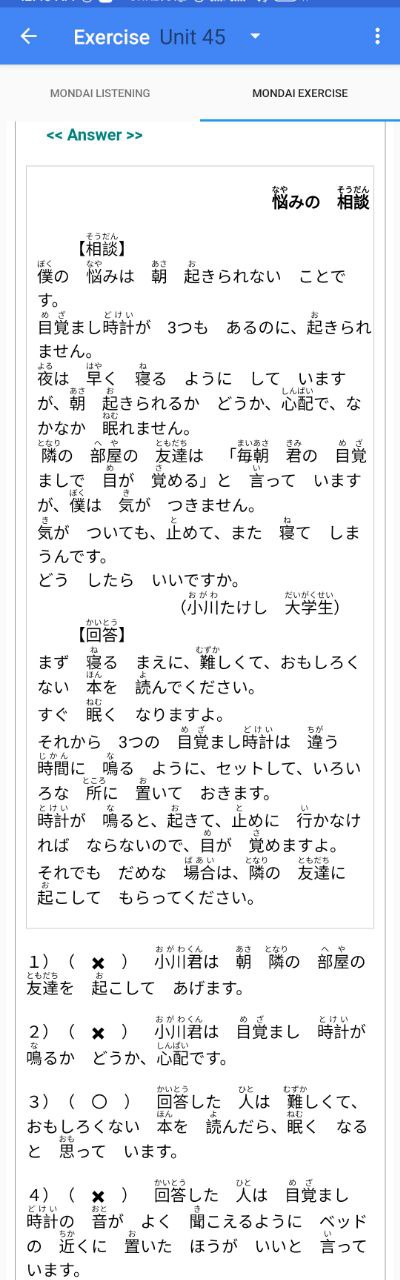 Exercise Unit 45
MONDAI LISTENING
MONDAI EXERCISE
<< Answer >>
悩みの 相談
【相談】
僕の 悩みは 朝 起きられない ことで
す。
目覚まし時計が 3つも あるのに、起きられ
ません。
夜は 早く 寝る ように して います
が、朝 起きられるか どうか、心配で、な
かなか 眠れません。
隣の 部屋の 友達は 「毎朝 君の 目覚
ましで 目が 覚める」と 言って います
が、僕は 気が つきません。
気が ついても、止めて、また 寝て しま
うんです。
どう したら いいですか。
（小川たけし 大学生）
【回答】
まず 寝る まえに、難しくて、おもしろく
ない 本を 読んでください。
すぐ 眠く なりますよ。
それから 3つの 目覚まし時計は 違う
時間に 鳴る ように、セットして、いろい
ろな 所に 置いて おきます。
時計が 鳴ると、起きて、止めに 行かなけ
れば ならないので、目が 覚めますよ。
それでも だめな 場合は、隣の 友達に
起こして もらってください。
1）（ ✖ ） 小川君は 朝 隣の 部屋の
友達を 起こして あげます。
2）（ ✖ ） 小川君は 目覚まし 時計が
鳴るか どうか、心配です。
3）（ 〇 ） 回答した 人は 難しくて、
おもしろくない 本を 読んだら、眠く なる
と 思って います。
4）（ ✖ ） 回答した 人は 目覚まし
時計の 音が よく 聞こえるように ベッド
の 近くに 置いた ほうが いいと 言って
います。